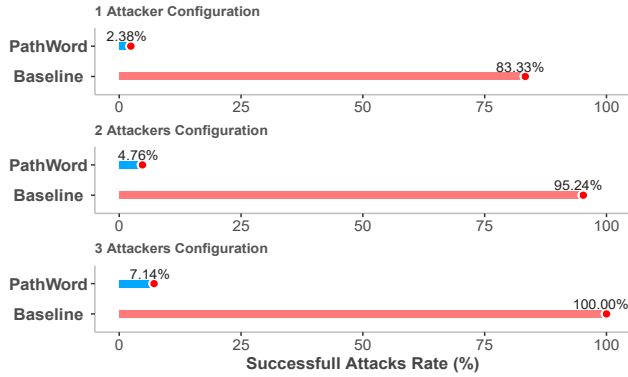 1 Attacker Configuration
2.38%
PathWord
83.33%
Baseline
0 25 50 75 100
2 Attackers Configuration
4.76%
PathWord
95.24%
Baseline
0 25 50 75 100
3 Attackers Configuration
7.14%
PathWord
100.00%
Baseline
0 25 50 75 100
Successfull Attacks Rate (%)